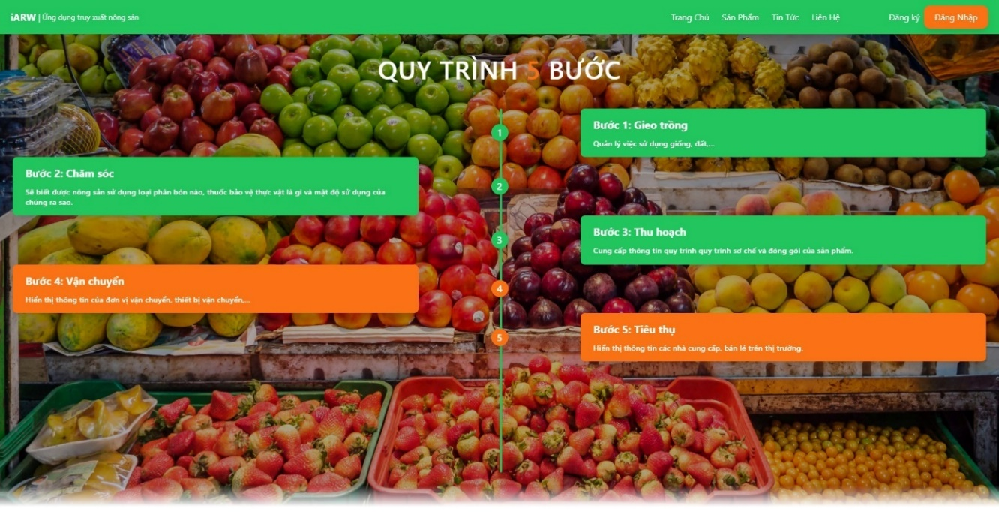 iARW | Ứng dụng truy xuất nông sản
Trang Chủ Sản Phẩm Tin Tức Liên Hệ Đăng ký Đăng Nhập
QUY TRÌNH 5 BƯỚC
1
Bước 1: Gieo trồng
Quản lý việc sử dụng giống, đất,...
2
Bước 2: Chăm sóc
Sẽ biết được nông sản sử dụng loại phân bón nào, thuốc bảo vệ thực vật là gì và mật độ sử dụng của
chúng ra sao.
3
Bước 3: Thu hoạch
Cung cấp thông tin quy trình quy trình sơ chế và đóng gói của sản phẩm.
4
Bước 4: Vận chuyển
Hiển thị thông tin của đơn vị vận chuyển, thiết bị vận chuyển,...
5
Bước 5: Tiêu thụ
Hiển thị thông tin các nhà cung cấp, bán lẻ trên thị trường.